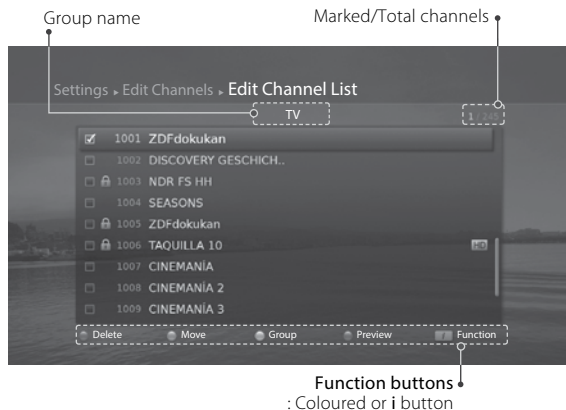 Group name
Marked/Total channels
Settings ▸ Edit Channels ▸ Edit Channel List
TV
1 / 245
1001 ZDFdokukan
1002 DISCOVERY GESCHICH..
1003 NDR FS HH
1004 SEASONS
1005 ZDFdokukan
1006 TAQUILLA 10 HD
1007 CINEMANÍA
1008 CINEMANÍA 2
1009 CINEMANÍA 3
Delete Move Group Preview i Function
Function buttons
: Coloured or i button